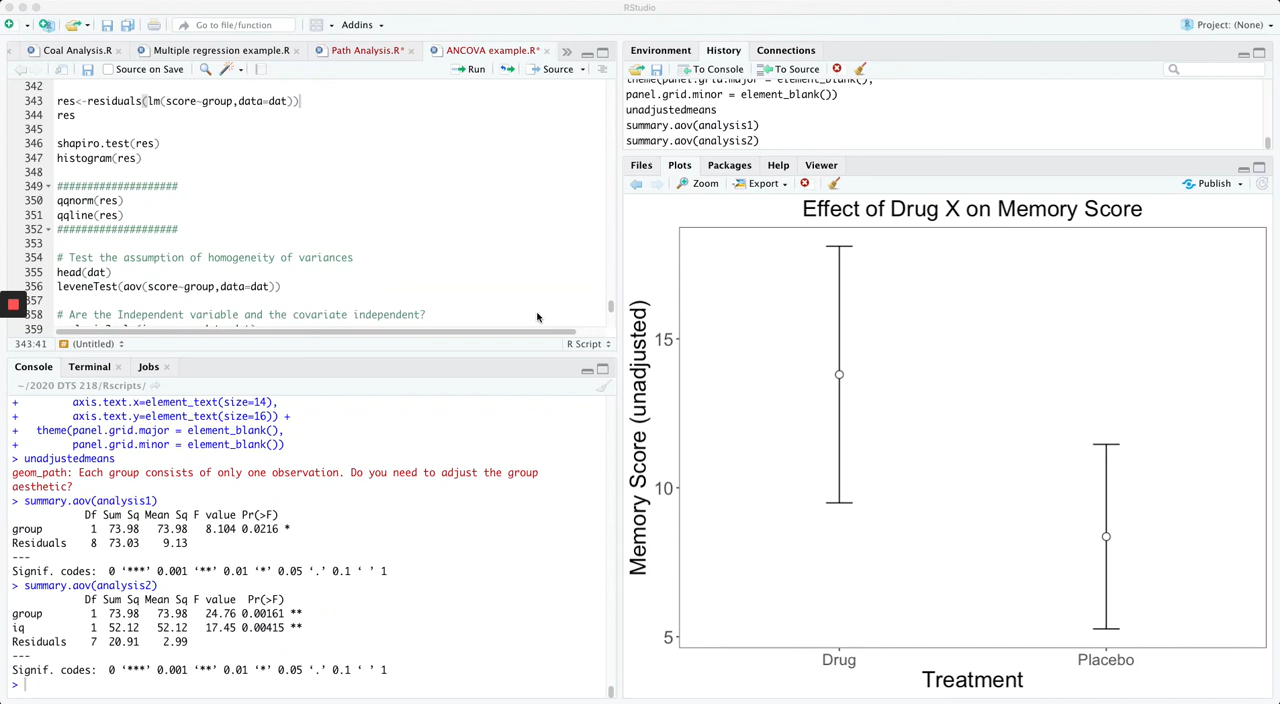 RStudio
Go to file/function
Addins
Project: (None)
Coal Analysis.R
Multiple regression example.R
Path Analysis.R*
ANCOVA example.R*
Source on Save
Run
Source
342
343 res<-residuals(lm(score~group,data=dat))
344 res
345
346 shapiro.test(res)
347 histogram(res)
348
349 ####################
350 qqnorm(res)
351 qqline(res)
352 ####################
353
354 # Test the assumption of homogeneity of variances
355 head(dat)
356 leveneTest(aov(score~group,data=dat))
357
358 # Are the Independent variable and the covariate independent?
359
343:41 (Untitled) R Script
Console Terminal Jobs
~/2020 DTS 218/Rscripts/
+ axis.text.x=element_text(size=14),
+ axis.text.y=element_text(size=16)) +
+ theme(panel.grid.major = element_blank(),
+ panel.grid.minor = element_blank())
> unadjustedmeans
geom_path: Each group consists of only one observation. Do you need to adjust the group
aesthetic?
> summary.aov(analysis1)
Df Sum Sq Mean Sq F value Pr(>F)
group 1 73.98 73.98 8.104 0.0216 *
Residuals 8 73.03 9.13
---
Signif. codes: 0 ‘***’ 0.001 ‘**’ 0.01 ‘*’ 0.05 ‘.’ 0.1 ‘ ’ 1
> summary.aov(analysis2)
Df Sum Sq Mean Sq F value Pr(>F)
group 1 73.98 73.98 24.76 0.00161 **
iq 1 52.12 52.12 17.45 0.00415 **
Residuals 7 20.91 2.99
---
Signif. codes: 0 ‘***’ 0.001 ‘**’ 0.01 ‘*’ 0.05 ‘.’ 0.1 ‘ ’ 1
>
Environment History Connections
To Console To Source
theme(panel.grid.major = element_blank(),
panel.grid.minor = element_blank())
unadjustedmeans
summary.aov(analysis1)
summary.aov(analysis2)
Files Plots Packages Help Viewer
Zoom Export Publish
Effect of Drug X on Memory Score
Memory Score (unadjusted)
15
10
5
Drug Placebo
Treatment